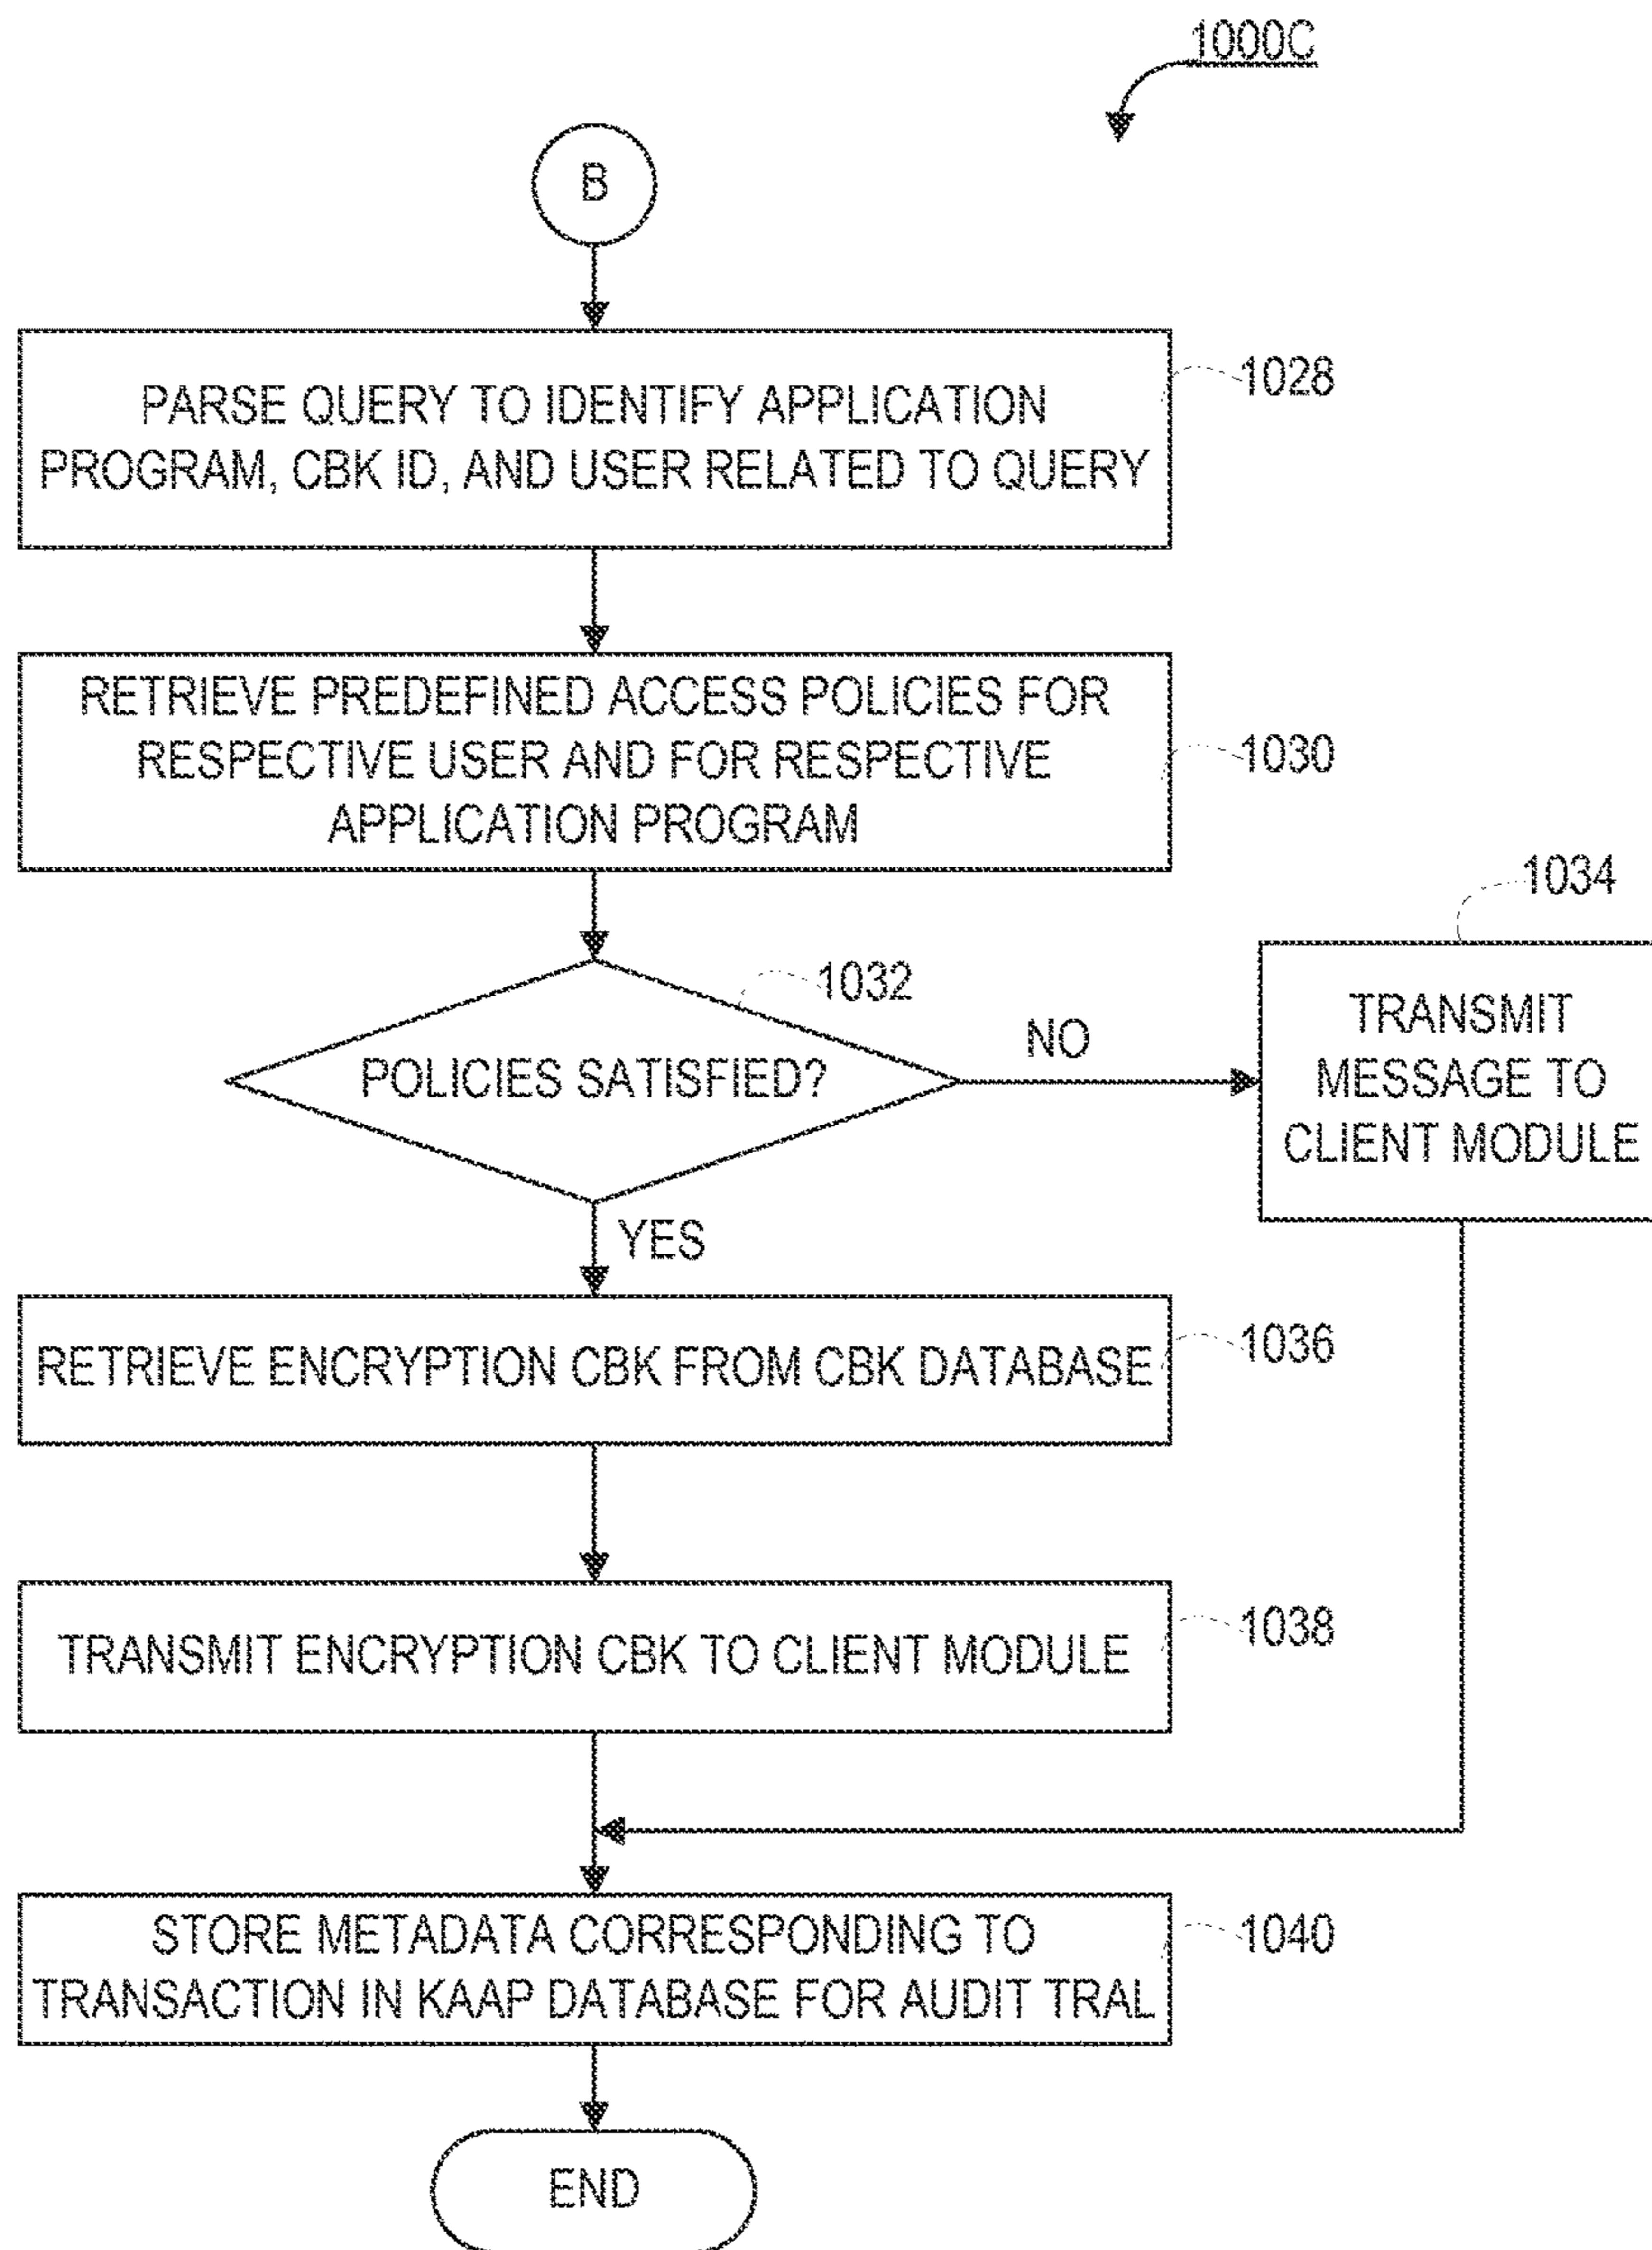 1000C
B
PARSE QUERY TO IDENTIFY APPLICATION
PROGRAM, CBK ID, AND USER RELATED TO QUERY
1028
RETRIEVE PREDEFINED ACCESS POLICIES FOR
RESPECTIVE USER AND FOR RESPECTIVE
APPLICATION PROGRAM
1030
1032
POLICIES SATISFIED?
NO
1034
TRANSMIT
MESSAGE TO
CLIENT MODULE
YES
RETRIEVE ENCRYPTION CBK FROM CBK DATABASE
1036
TRANSMIT ENCRYPTION CBK TO CLIENT MODULE
1038
STORE METADATA CORRESPONDING TO
TRANSACTION IN KAAP DATABASE FOR AUDIT TRAL
1040
END